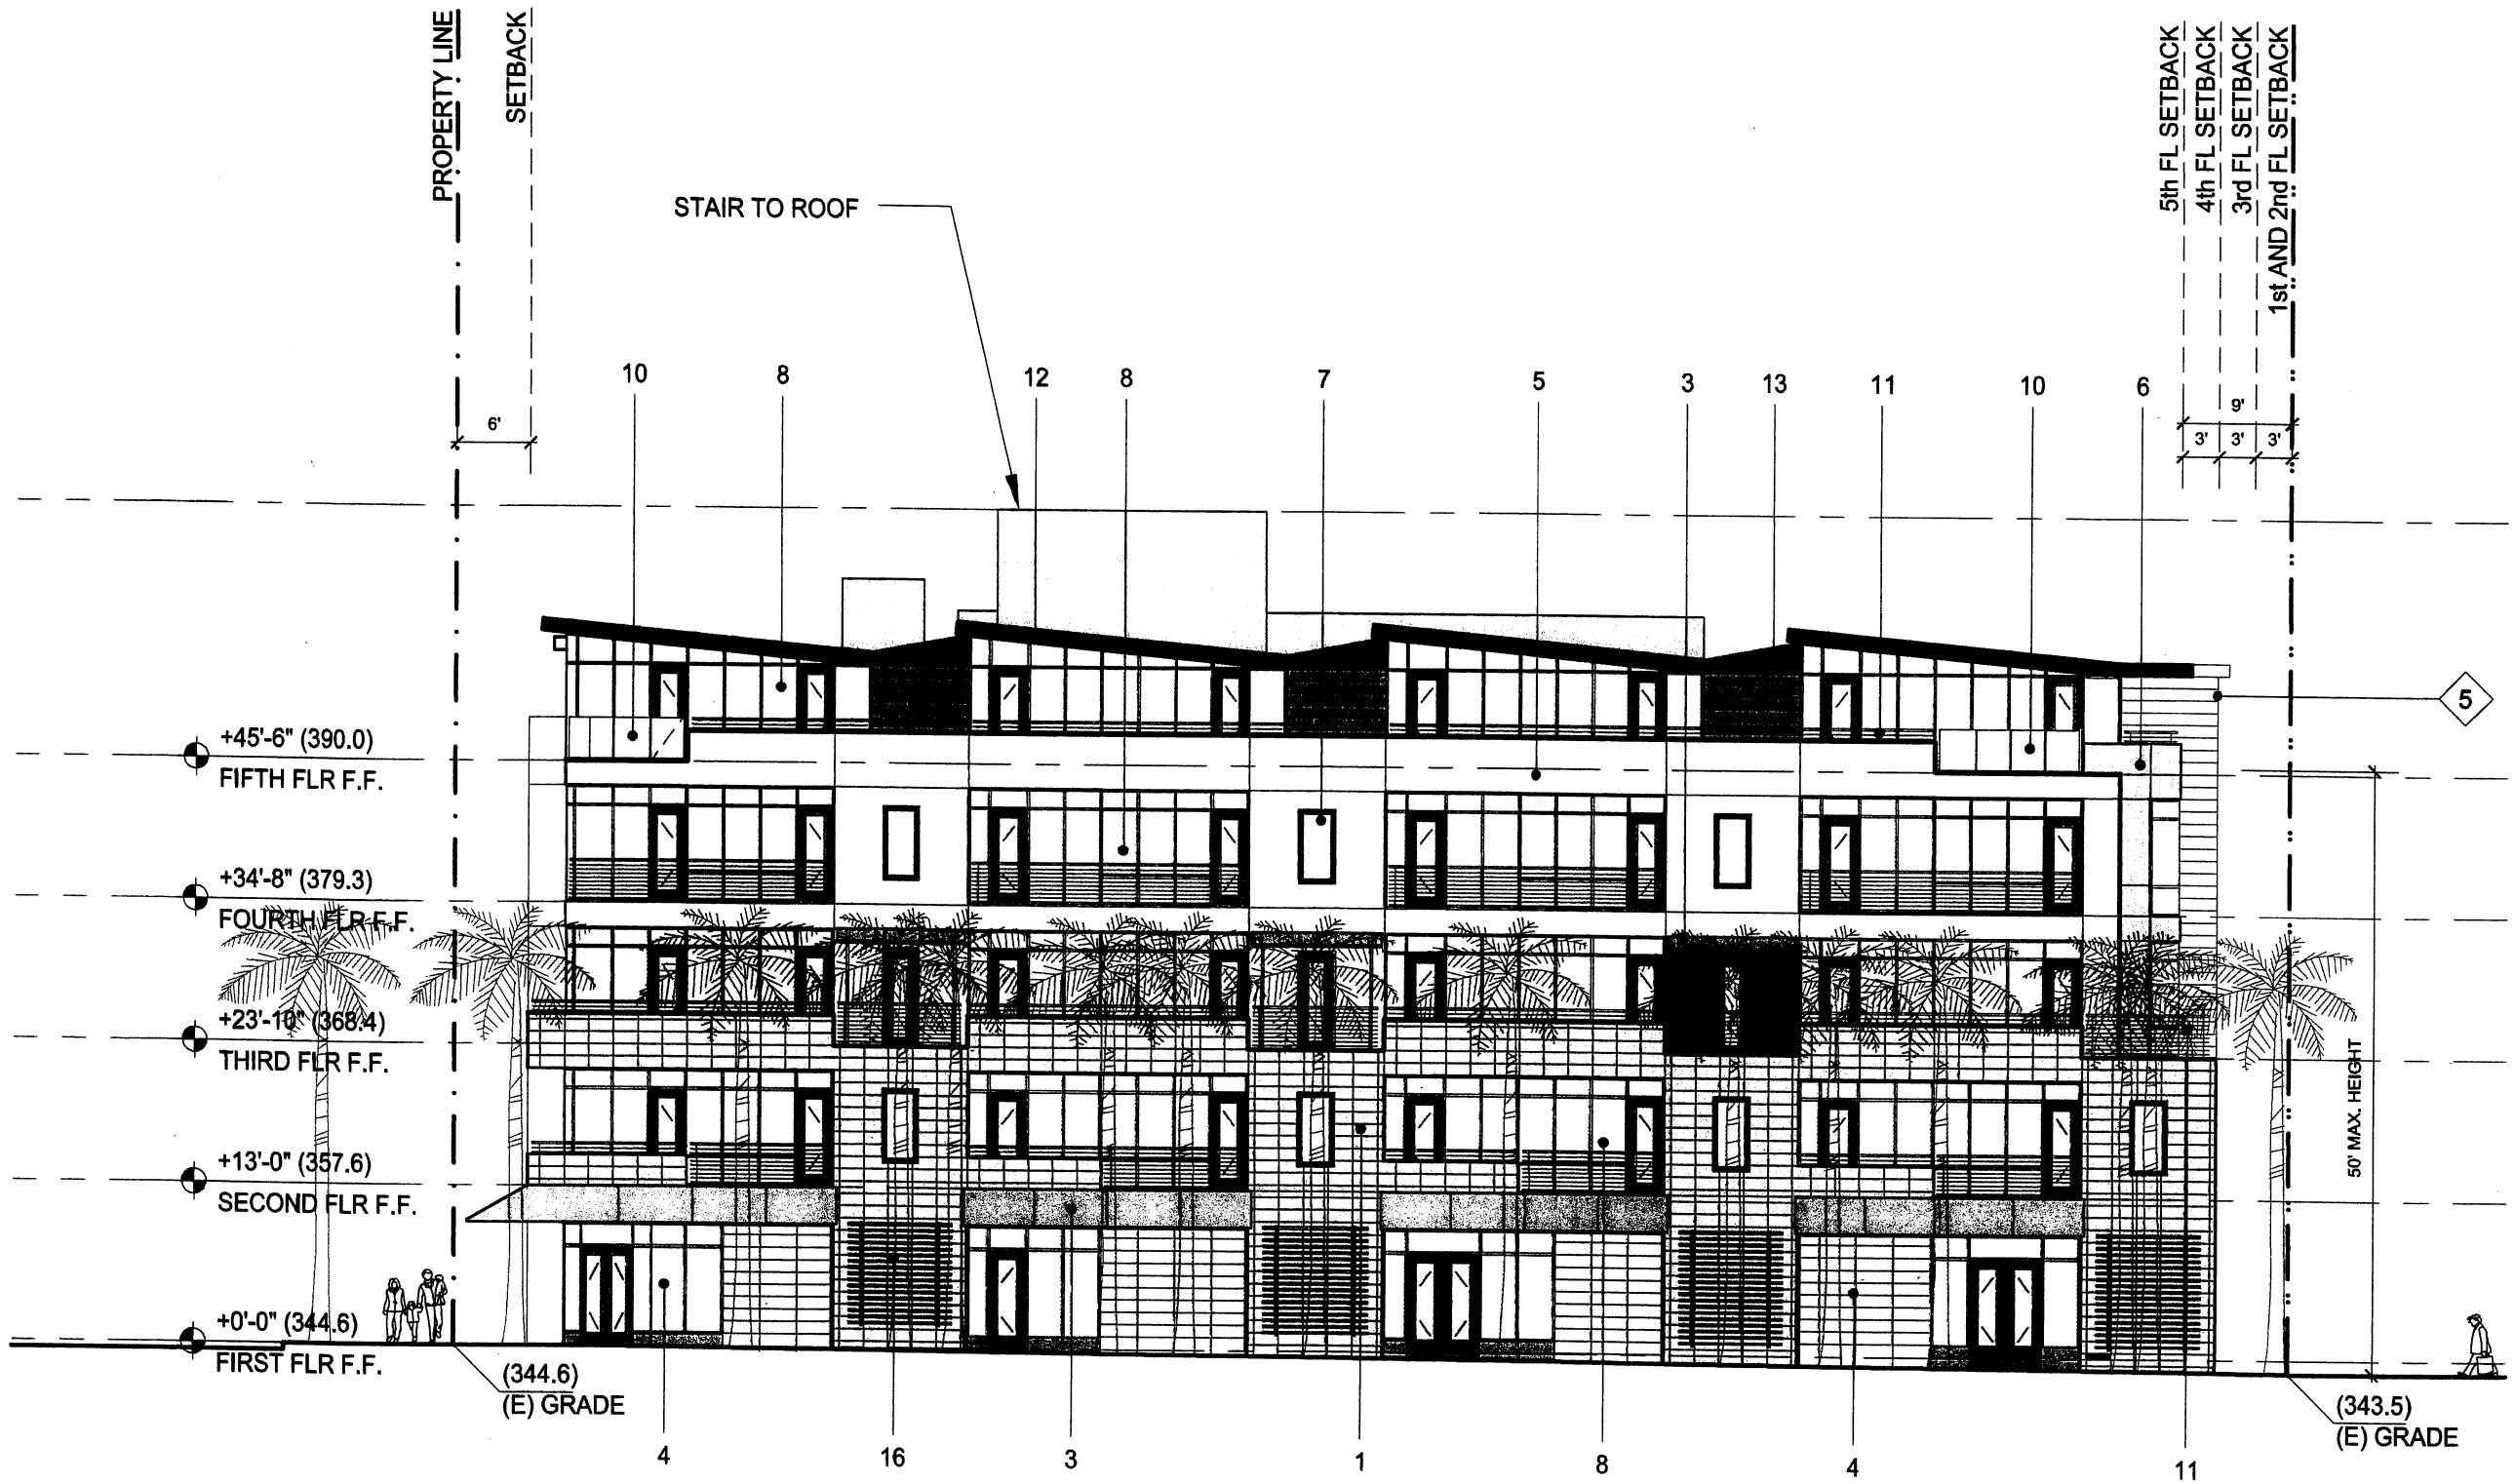 PROPERTY LINE
SETBACK
5th FL SETBACK
4th FL SETBACK
3rd FL SETBACK
1st AND 2nd FL SETBACK
STAIR TO ROOF
10
8
12
8
7
5
3
13
11
10
6
6'
9'
3'
3'
3'
5
+45'-6" (390.0)
FIFTH FLR F.F.
+34'-8" (379.3)
FOURTH FLR F.F.
+23'-10" (368.4)
THIRD FLR F.F.
+13'-0" (357.6)
SECOND FLR F.F.
+0'-0" (344.6)
FIRST FLR F.F.
50' MAX. HEIGHT
(344.6)
(E) GRADE
(343.5)
(E) GRADE
4
16
3
1
8
4
11